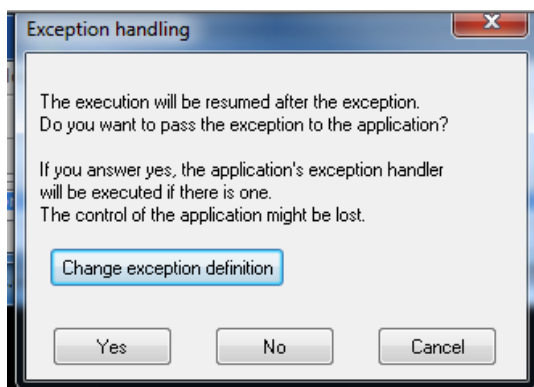 Exception handling
The execution will be resumed after the exception.
Do you want to pass the exception to the application?
If you answer yes, the application's exception handler
will be executed if there is one.
The control of the application might be lost.
Change exception definition
Yes
No
Cancel